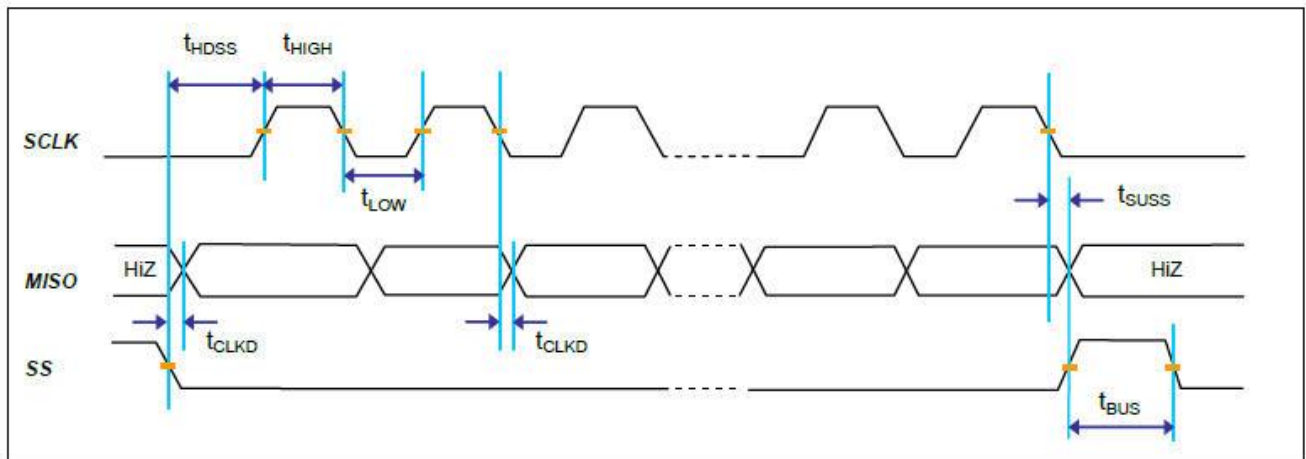 tHDSS tHIGH
SCLK
tLOW
tSUSS
HiZ HiZ
MISO
tCLKD tCLKD
SS
tBUS